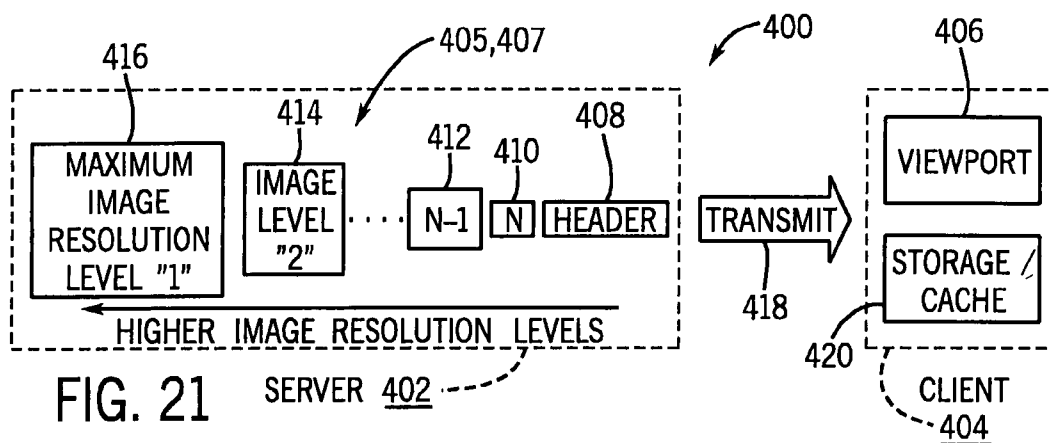 405,407
400
406
416
414
412
410
408
MAXIMUM
IMAGE
RESOLUTION
LEVEL "1"
IMAGE
LEVEL
"2"
.....
N–1
N
HEADER
TRANSMIT
418
VIEWPORT
STORAGE /
CACHE
420
HIGHER IMAGE RESOLUTION LEVELS
FIG. 21
SERVER 402
CLIENT
404